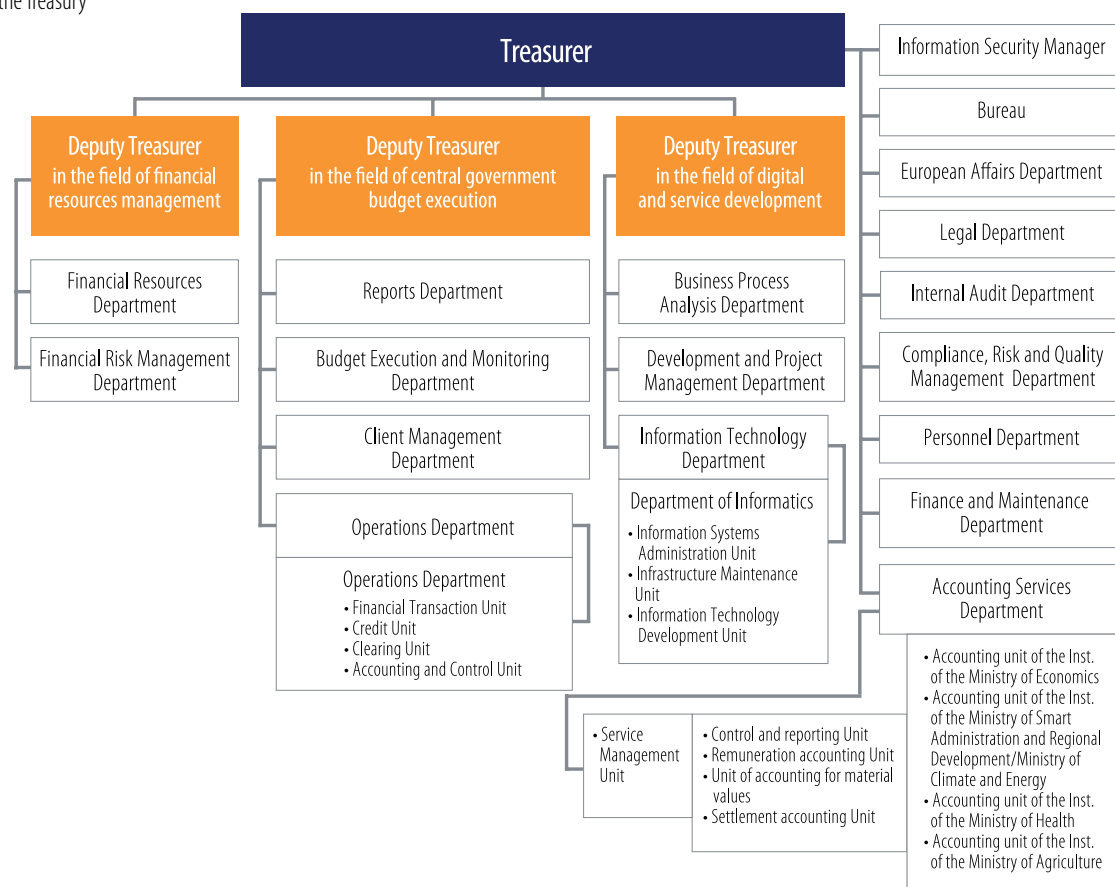 the Treasury
Treasurer
Deputy Treasurer
in the field of financial
resources management
Financial Resources
Department
Financial Risk Management
Department
Deputy Treasurer
in the field of central government
budget execution
Reports Department
Budget Execution and Monitoring
Department
Client Management
Department
Operations Department
Operations Department
• Financial Transaction Unit
• Credit Unit
• Clearing Unit
• Accounting and Control Unit
Deputy Treasurer
in the field of digital
and service development
Business Process
Analysis Department
Development and Project
Management Department
Information Technology
Department
Department of Informatics
• Information Systems
Administration Unit
• Infrastructure Maintenance
Unit
• Information Technology
Development Unit
Information Security Manager
Bureau
European Affairs Department
Legal Department
Internal Audit Department
Compliance, Risk and Quality
Management Department
Personnel Department
Finance and Maintenance
Department
Accounting Services
Department
• Service
Management
Unit
• Control and reporting Unit
• Remuneration accounting Unit
• Unit of accounting for material
values
• Settlement accounting Unit
• Accounting unit of the Inst.
of the Ministry of Economics
• Accounting unit of the Inst.
of the Ministry of Smart
Administration and Regional
Development/Ministry of
Climate and Energy
• Accounting unit of the Inst.
of the Ministry of Health
• Accounting unit of the Inst.
of the Ministry of Agriculture